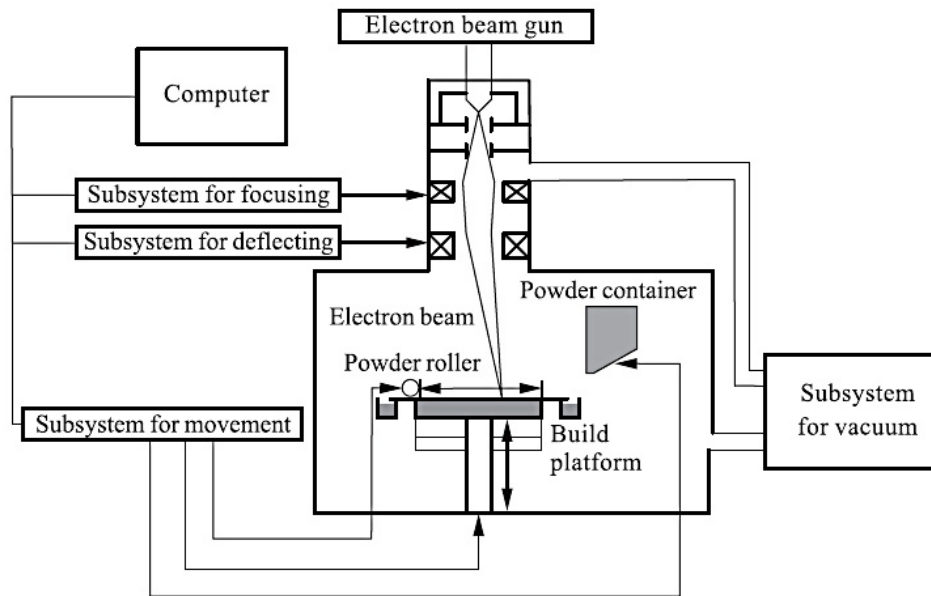 Electron beam gun
Computer
Subsystem for focusing
Subsystem for deflecting
Powder container
Electron beam
Powder roller
Subsystem for movement
Build
platform
Subsystem
for vacuum